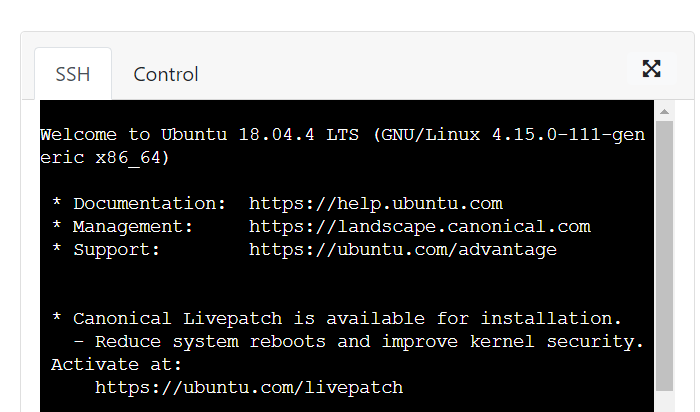 SSH Control
Welcome to Ubuntu 18.04.4 LTS (GNU/Linux 4.15.0-111-gen
eric x86_64)
* Documentation: https://help.ubuntu.com
* Management: https://landscape.canonical.com
* Support: https://ubuntu.com/advantage
* Canonical Livepatch is available for installation.
- Reduce system reboots and improve kernel security.
Activate at:
https://ubuntu.com/livepatch